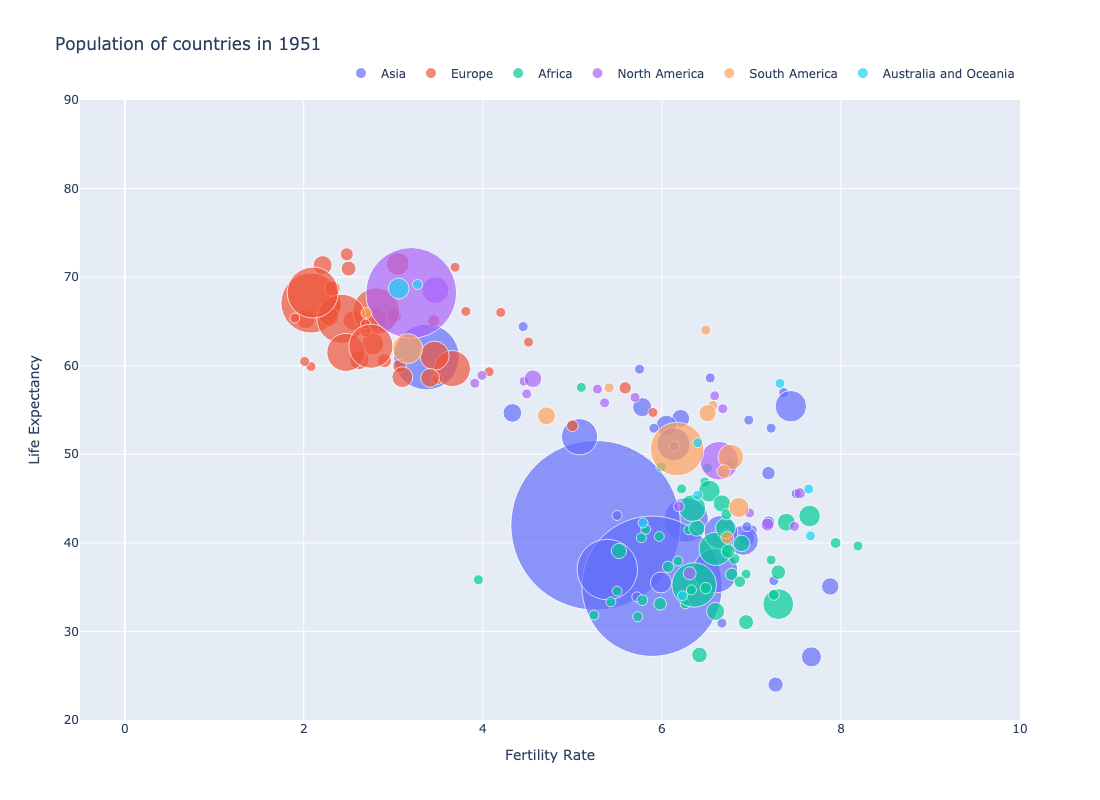 Population of countries in 1951
Asia Europe Africa North America South America Australia and Oceania
90
80
70
60
50
40
30
20
Life Expectancy
0 2 4 6 8 10
Fertility Rate